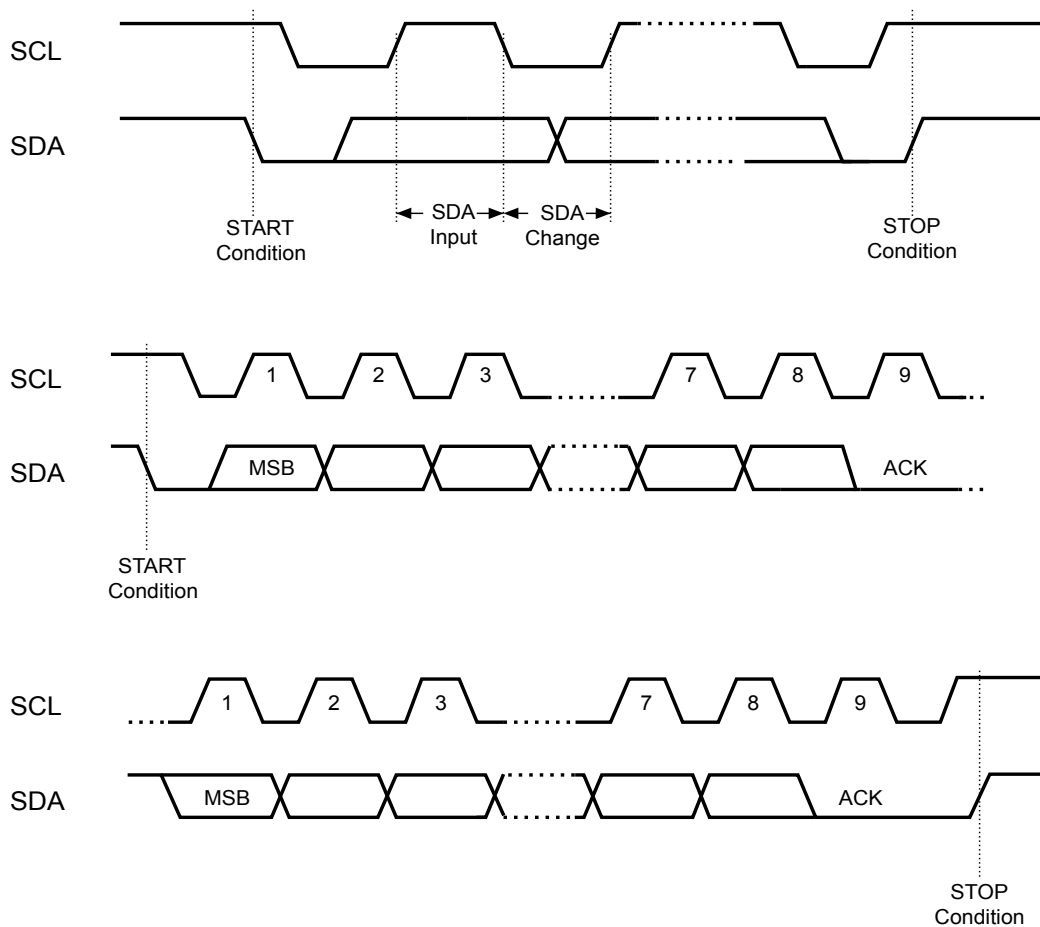 SCL
SDA
START
Condition
SDA
Input
SDA
Change
STOP
Condition
SCL
1 2 3 7 8 9
SDA
MSB ACK
START
Condition
SCL
1 2 3 7 8 9
SDA
MSB ACK
STOP
Condition